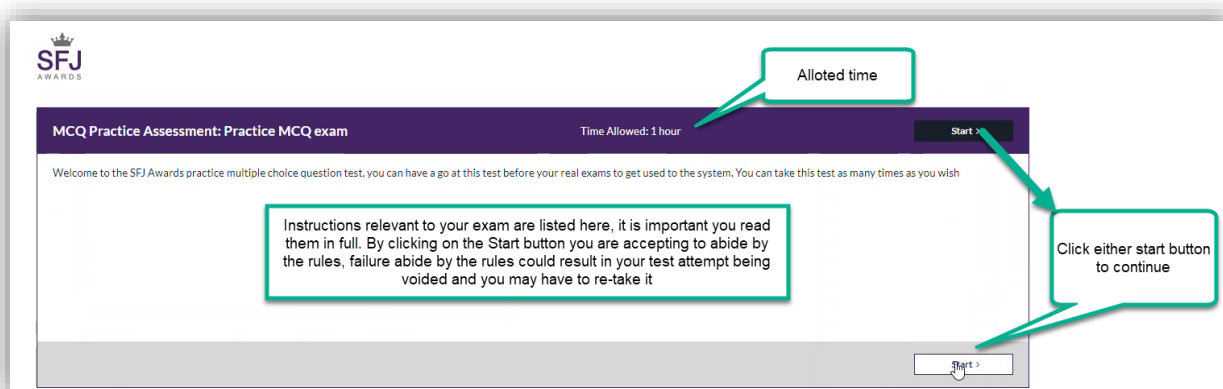 SFJ
AWARDS
Alloted time
MCQ Practice Assessment: Practice MCQ exam
Time Allowed: 1 hour
Start >
Welcome to the SFJ Awards practice multiple choice question test, you can have a go at this test before your real exams to get used to the system. You can take this test as many times as you wish
Instructions relevant to your exam are listed here, it is important you read
them in full. By clicking on the Start button you are accepting to abide by
the rules, failure abide by the rules could result in your test attempt being
voided and you may have to re-take it
Click either start button
to continue
Start >